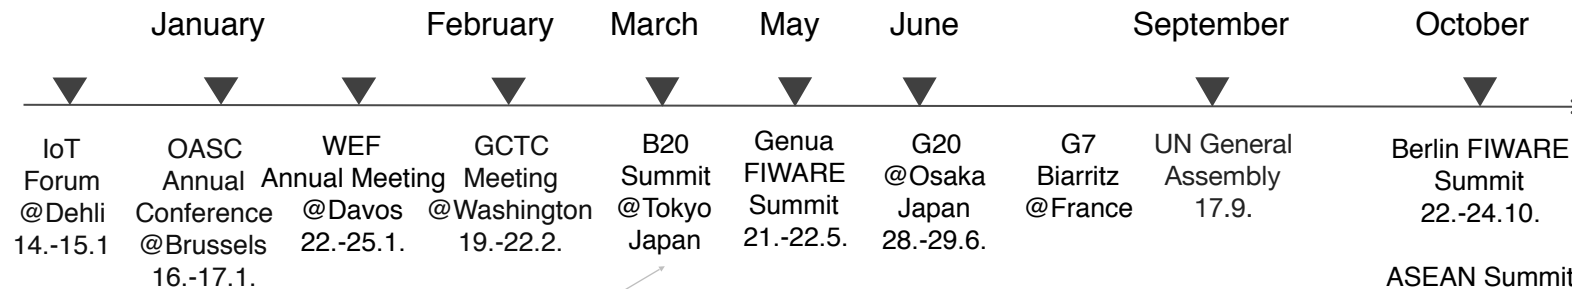 January February March May June September October
IoT
Forum
@Dehli
14.-15.1
OASC
Annual
Conference
@Brussels
16.-17.1.
WEF
Annual Meeting
@Davos
22.-25.1.
GCTC
Meeting
@Washington
19.-22.2.
B20
Summit
@Tokyo
Japan
Genua
FIWARE
Summit
21.-22.5.
G20
@Osaka
Japan
28.-29.6.
G7
Biarritz
@France
UN General
Assembly
17.9.
Berlin FIWARE
Summit
22.-24.10.
ASEAN Summit